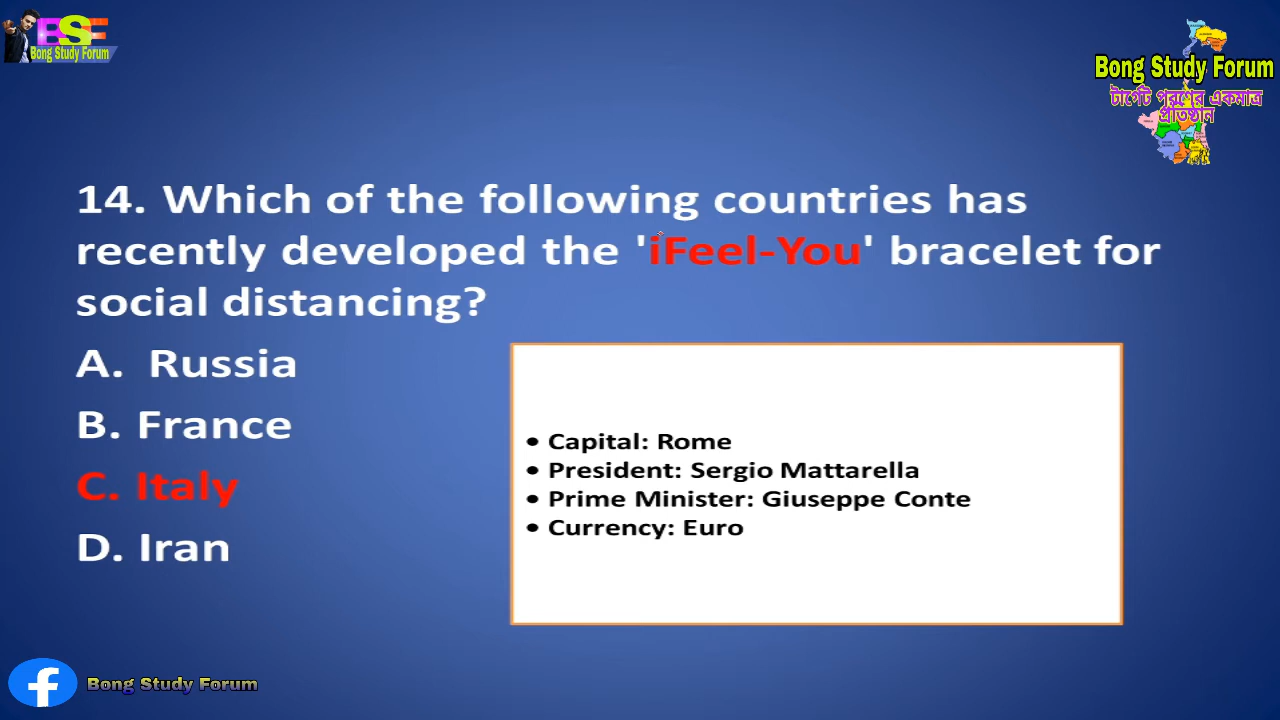 BSF
Bong Study Forum
Bong Study Forum
টার্গেট পূরণের একমাত্র
প্রতিষ্ঠান
14. Which of the following countries has
recently developed the 'iFeel-You' bracelet for
social distancing?
A. Russia
B. France
C. Italy
D. Iran
• Capital: Rome
• President: Sergio Mattarella
• Prime Minister: Giuseppe Conte
• Currency: Euro
Bong Study Forum